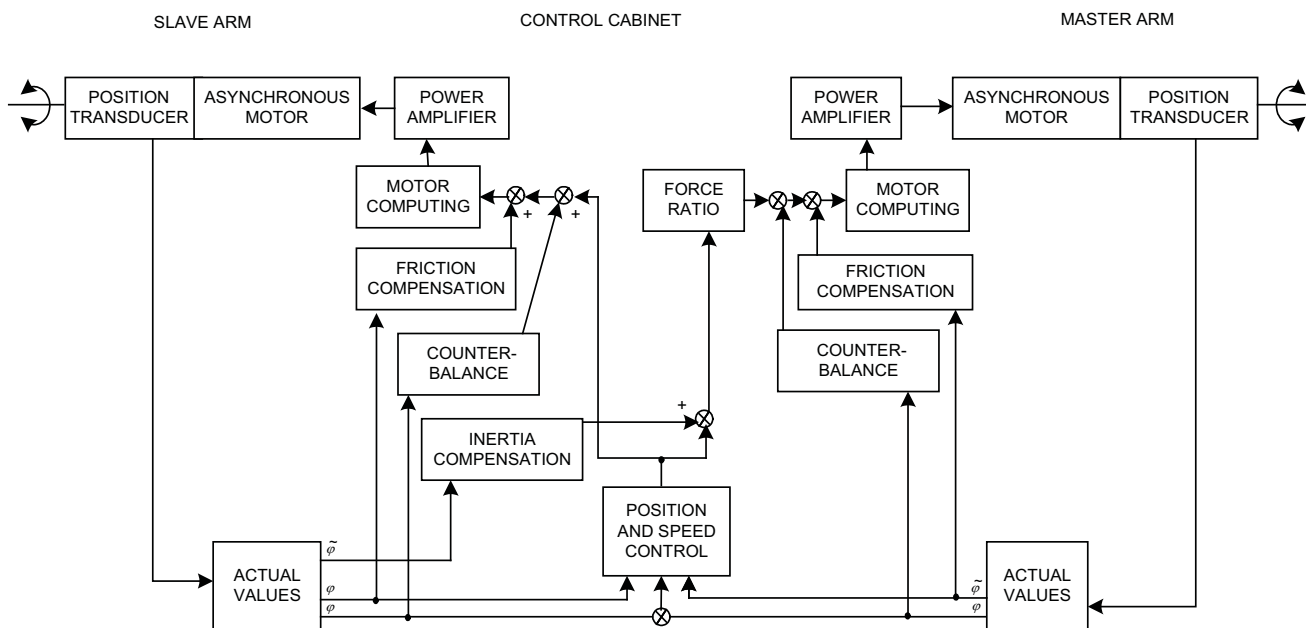 SLAVE ARM
CONTROL CABINET
MASTER ARM
POSITION
TRANSDUCER
ASYNCHRONOUS
MOTOR
POWER
AMPLIFIER
POWER
AMPLIFIER
ASYNCHRONOUS
MOTOR
POSITION
TRANSDUCER
MOTOR
COMPUTING
+
+
FORCE
RATIO
MOTOR
COMPUTING
FRICTION
COMPENSATION
FRICTION
COMPENSATION
COUNTER-
BALANCE
COUNTER-
BALANCE
+
INERTIA
COMPENSATION
POSITION
AND SPEED
CONTROL
ACTUAL
VALUES
φ̃
φ
φ
φ̃
φ
ACTUAL
VALUES